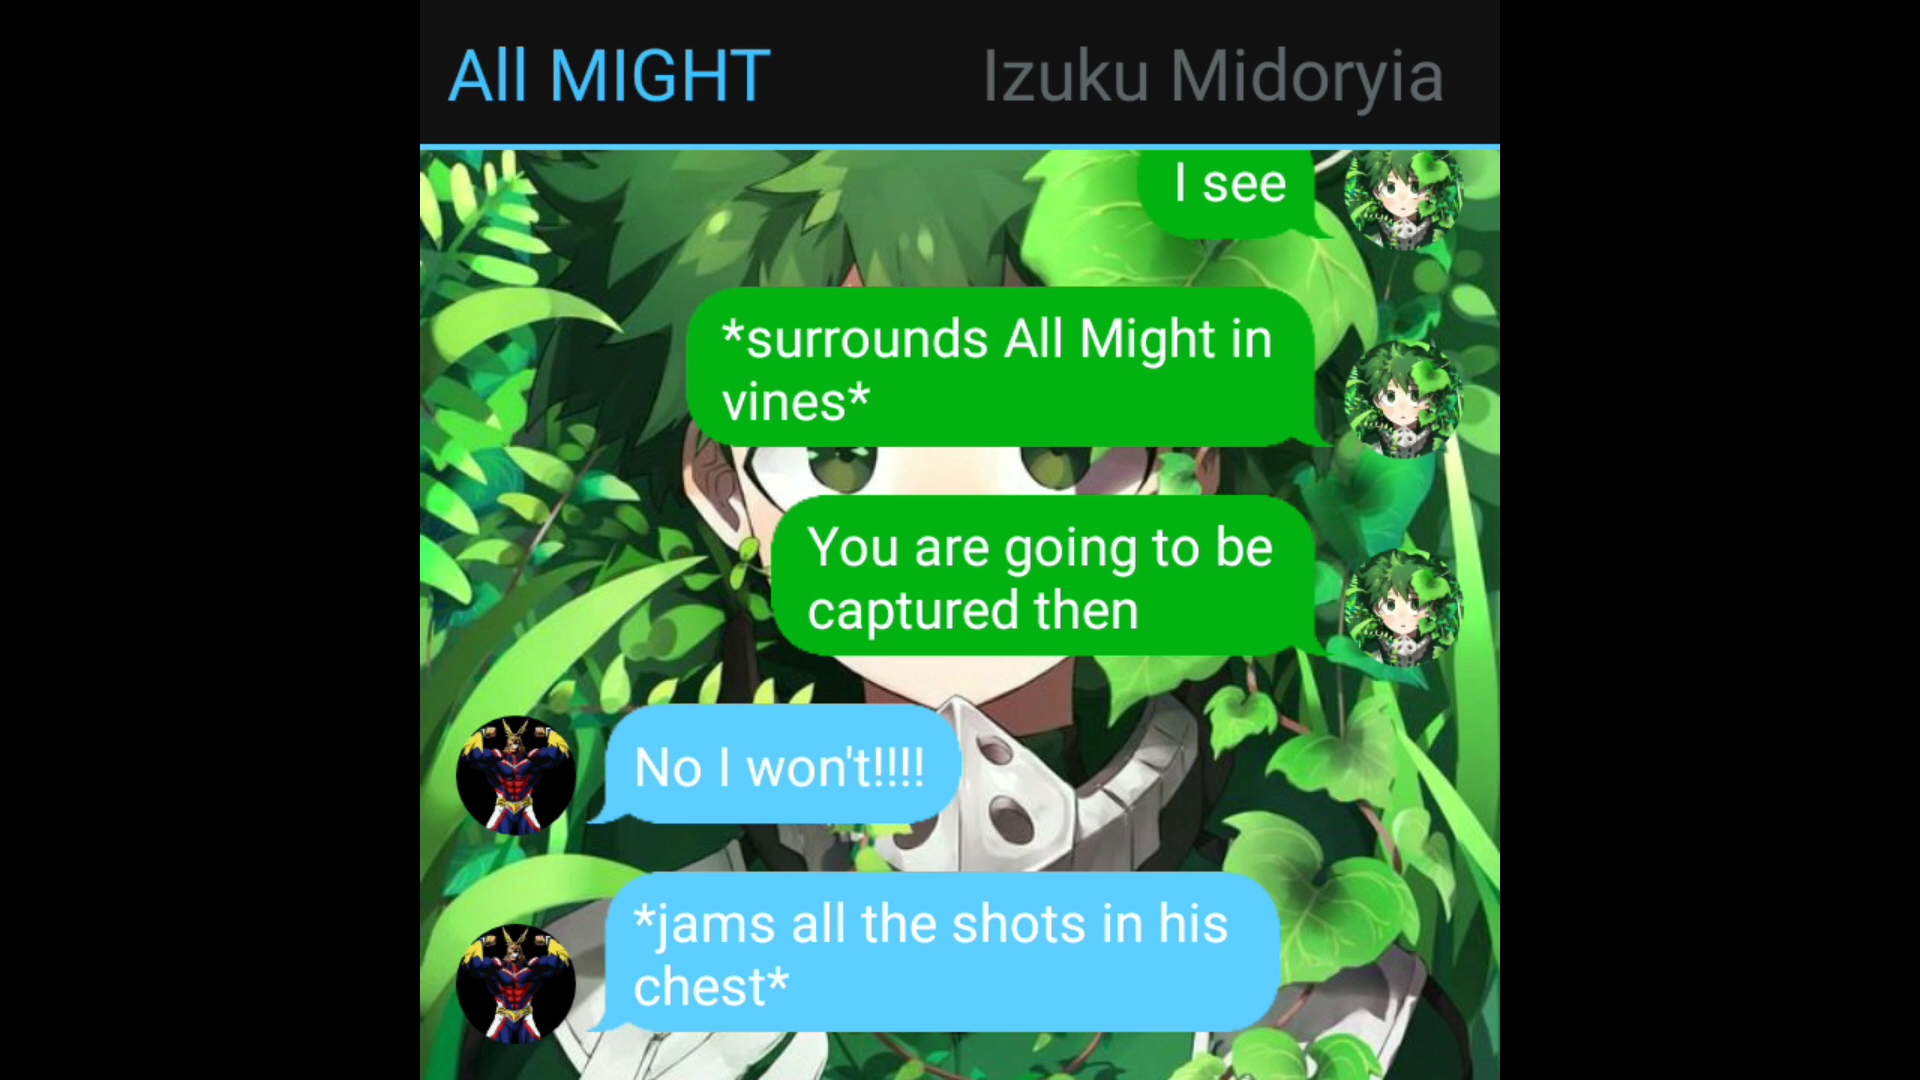 All MIGHT
Izuku Midoryia
I see
*surrounds All Might in
vines*
You are going to be
captured then
No I won't!!!!
*jams all the shots in his
chest*